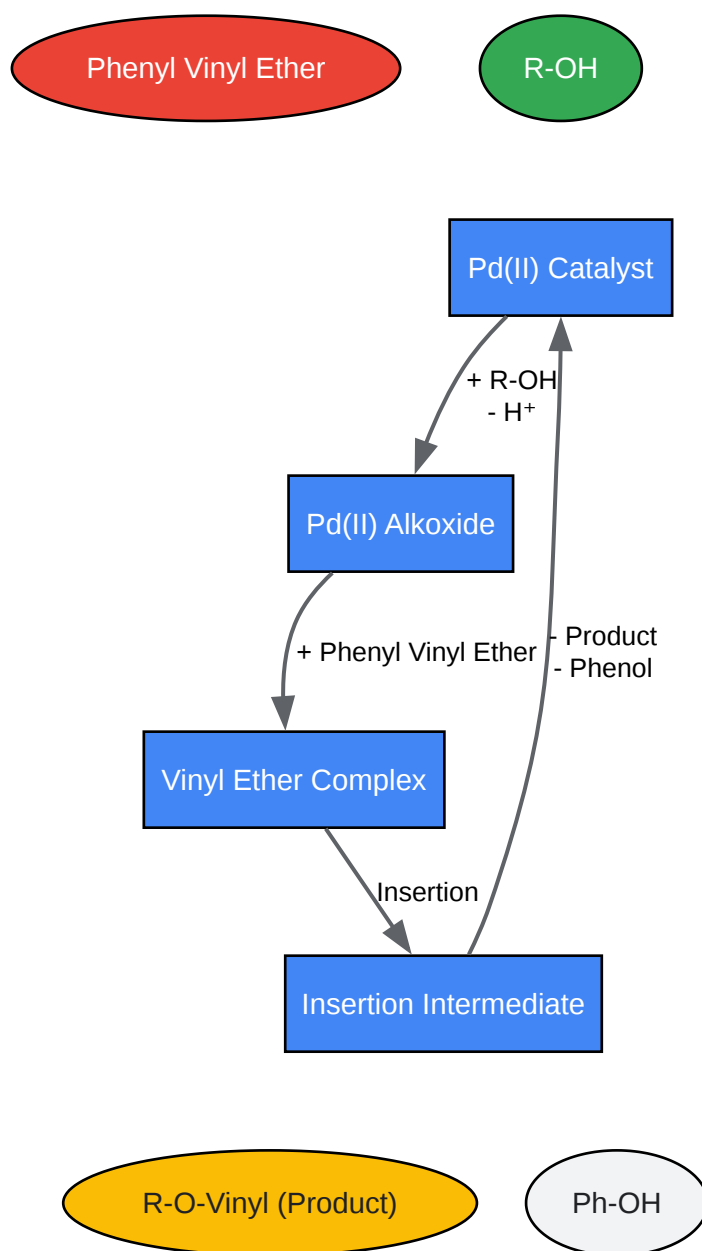 Phenyl Vinyl Ether
R-OH
Pd(II) Catalyst
+ R-OH
- H⁺
Pd(II) Alkoxide
+ Phenyl Vinyl Ether
- Product
- Phenol
Vinyl Ether Complex
Insertion
Insertion Intermediate
R-O-Vinyl (Product)
Ph-OH